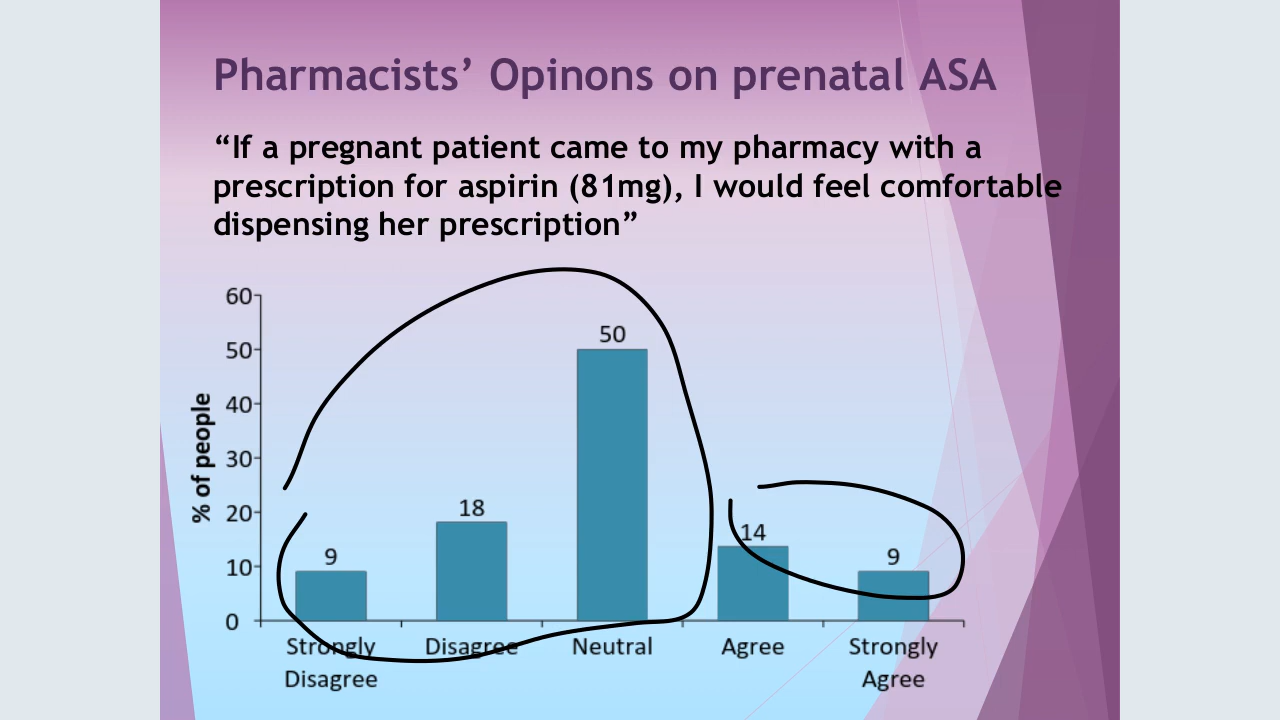 Pharmacists’ Opinons on prenatal ASA
“If a pregnant patient came to my pharmacy with a
prescription for aspirin (81mg), I would feel comfortable
dispensing her prescription”
% of people
60
50
40
30
20
10
0
9
18
50
14
9
Strongly
Disagree
Disagree
Neutral
Agree
Strongly
Agree